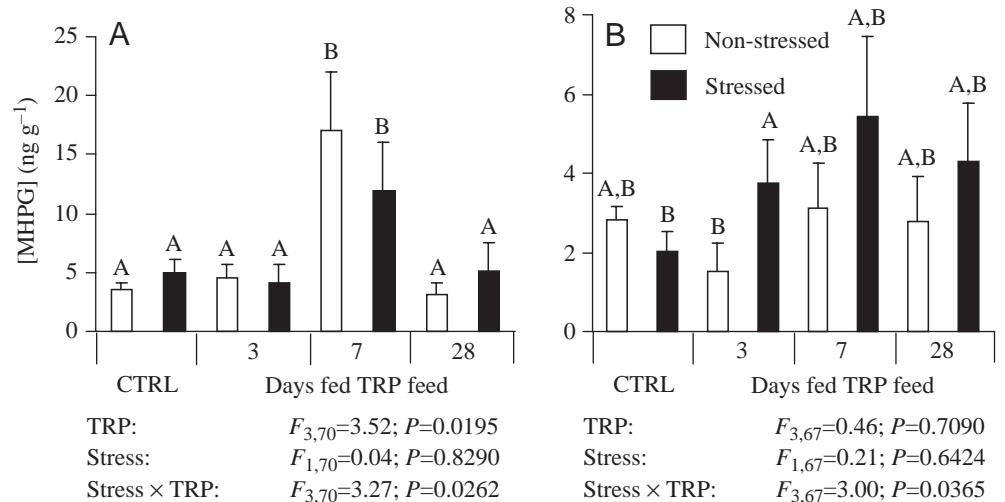 A
[MHPG] (ng g⁻¹)
25
20
15
10
5
0
A
A
A
A
B
B
A
A
3
7
28
CTRL
Days fed TRP feed
TRP: F3,70=3.52; P=0.0195
Stress: F1,70=0.04; P=0.8290
Stress × TRP: F3,70=3.27; P=0.0262
B
Non-stressed
Stressed
8
6
4
2
0
A,B
B
B
A
A,B
A,B
A,B
A,B
3
7
28
CTRL
Days fed TRP feed
TRP: F3,67=0.46; P=0.7090
Stress: F1,67=0.21; P=0.6424
Stress × TRP: F3,67=3.00; P=0.0365